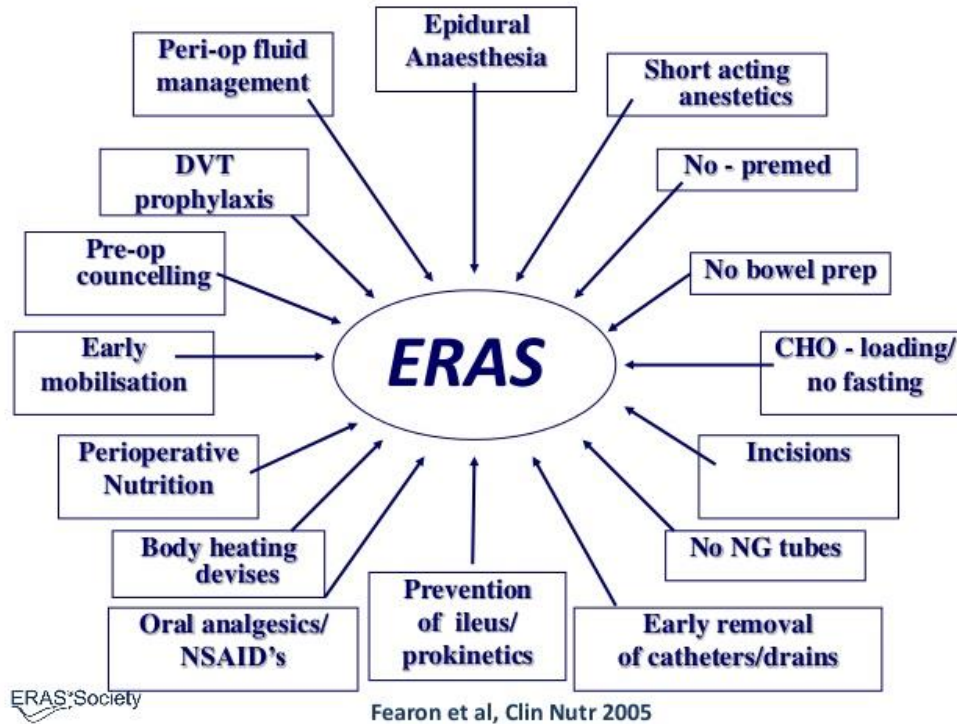 Epidural
Anaesthesia
Peri-op fluid
management
Short acting
anestetics
DVT
prophylaxis
No - premed
Pre-op
councelling
No bowel prep
ERAS
Early
mobilisation
CHO - loading/
no fasting
Perioperative
Nutrition
Incisions
Body heating
devises
No NG tubes
Oral analgesics/
NSAID's
Prevention
of ileus/
prokinetics
Early removal
of catheters/drains
ERAS Society
Fearon et al, Clin Nutr 2005